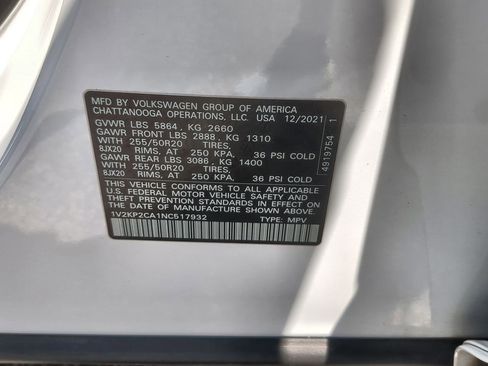 MFD BY VOLKSWAGEN GROUP OF AMERICA
CHATTANOOGA OPERATIONS, LLC. USA 12/2021
GVWR LBS 5864, KG 2660
GAWR FRONT LBS 2888, KG 1310
WITH 255/50R20 TIRES,
8JX20 RIMS, AT 250 KPA, 36 PSI COLD
GAWR REAR LBS 3086, KG 1400
WITH 255/50R20 TIRES,
8JX20 RIMS, AT 250 KPA, 36 PSI COLD
THIS VEHICLE CONFORMS TO ALL APPLICABLE
U.S. FEDERAL MOTOR VEHICLE SAFETY AND
THEFT PREVENTION STANDARDS IN EFFECT ON THE
DATE OF MANUFACTURE SHOWN ABOVE.
1V2KP2CA1NC517932 TYPE: MPV
4919754 1